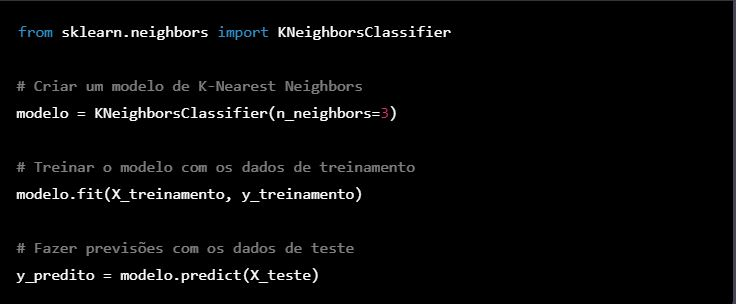 from sklearn.neighbors import KNeighborsClassifier
# Criar um modelo de K-Nearest Neighbors
modelo = KNeighborsClassifier(n_neighbors=3)
# Treinar o modelo com os dados de treinamento
modelo.fit(X_treinamento, y_treinamento)
# Fazer previsões com os dados de teste
y_predito = modelo.predict(X_teste)